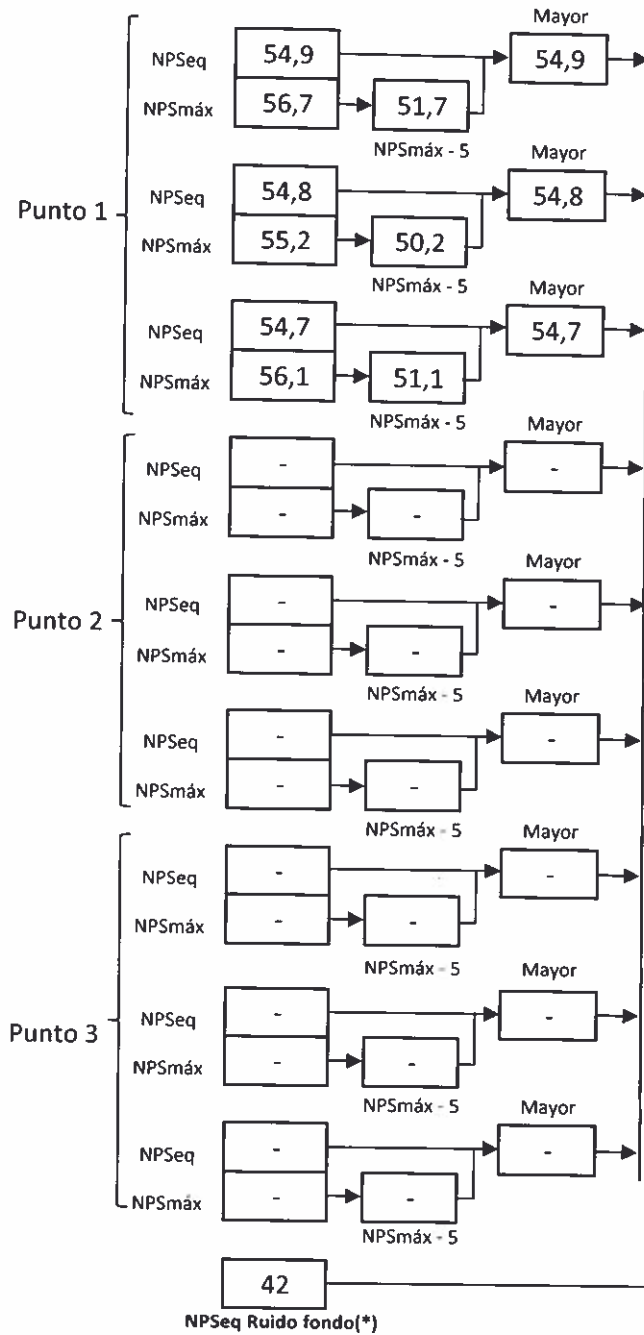 Mayor
NPSeq 54,9 54,9
NPSmáx 56,7 51,7
NPSmáx - 5
Mayor
NPSeq 54,8 54,8
Punto 1
NPSmáx 55,2 50,2
NPSmáx - 5
Mayor
NPSeq 54,7 54,7
NPSmáx 56,1 51,1
NPSmáx - 5
Mayor
NPSeq - -
NPSmáx - -
NPSmáx - 5
Mayor
NPSeq - -
Punto 2
NPSmáx - -
NPSmáx - 5
Mayor
NPSeq - -
NPSmáx - -
NPSmáx - 5
Mayor
NPSeq - -
NPSmáx - -
NPSmáx - 5
Mayor
NPSeq - -
Punto 3
NPSmáx - -
NPSmáx - 5
Mayor
NPSeq - -
NPSmáx - -
NPSmáx - 5
42
NPSeq Ruido fondo(*)